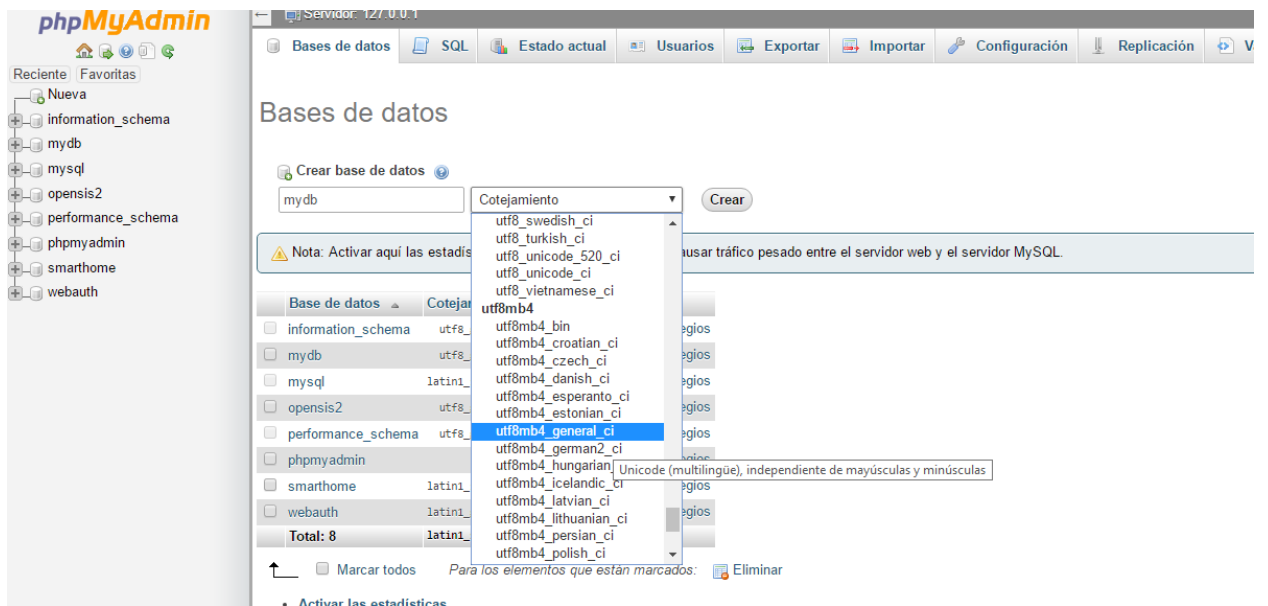 phpMyAdmin
Reciente Favoritas
Nueva
information_schema
mydb
mysql
opensis2
performance_schema
phpmyadmin
smarthome
webauth
Servidor: 127.0.0.1
Bases de datos SQL Estado actual Usuarios Exportar Importar Configuración Replicación V
Bases de datos
Crear base de datos
mydb Cotejamiento Crear
utf8_swedish_ci
utf8_turkish_ci
utf8_unicode_520_ci
utf8_unicode_ci
utf8_vietnamese_ci
utf8mb4
utf8mb4_bin
utf8mb4_croatian_ci
utf8mb4_czech_ci
utf8mb4_danish_ci
utf8mb4_esperanto_ci
utf8mb4_estonian_ci
utf8mb4_general_ci
utf8mb4_german2_ci
utf8mb4_hungarian
utf8mb4_icelandic_ci
utf8mb4_latvian_ci
utf8mb4_lithuanian_ci
utf8mb4_persian_ci
utf8mb4_polish_ci
Unicode (multilingüe), independiente de mayúsculas y minúsculas
Nota: Activar aquí las estadís ausar tráfico pesado entre el servidor web y el servidor MySQL.
Base de datos Cotejar
information_schema utf8_ egios
mydb utf8_ egios
mysql latin1_ egios
opensis2 utf8_ egios
performance_schema utf8_ egios
phpmyadmin egios
smarthome latin1_ egios
webauth latin1_ egios
Total: 8 latin1_
Marcar todos Para los elementos que están marcados: Eliminar
Activar las estadísticas